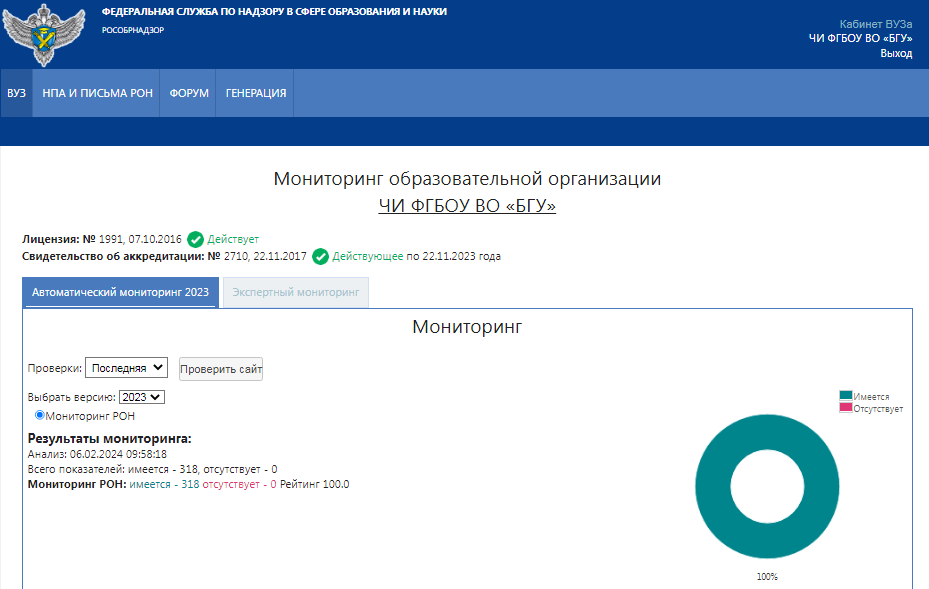 ФЕДЕРАЛЬНАЯ СЛУЖБА ПО НАДЗОРУ В СФЕРЕ ОБРАЗОВАНИЯ И НАУКИ
РОСОБРНАДЗОР
Кабинет ВУЗа
ЧИ ФГБОУ ВО «БГУ»
Выход
ВУЗ НПА И ПИСЬМА РОН ФОРУМ ГЕНЕРАЦИЯ
Мониторинг образовательной организации
ЧИ ФГБОУ ВО «БГУ»
Лицензия: № 1991, 07.10.2016 Действует
Свидетельство об аккредитации: № 2710, 22.11.2017 Действующее по 22.11.2023 года
Автоматический мониторинг 2023 Экспертный мониторинг
Мониторинг
Проверки: Последняя Проверить сайт
Выбрать версию: 2023
Мониторинг РОН
Имеется
Отсутствует
Результаты мониторинга:
Анализ: 06.02.2024 09:58:18
Всего показателей: имеется - 318, отсутствует - 0
Мониторинг РОН: имеется - 318 отсутствует - 0 Рейтинг 100.0
100%